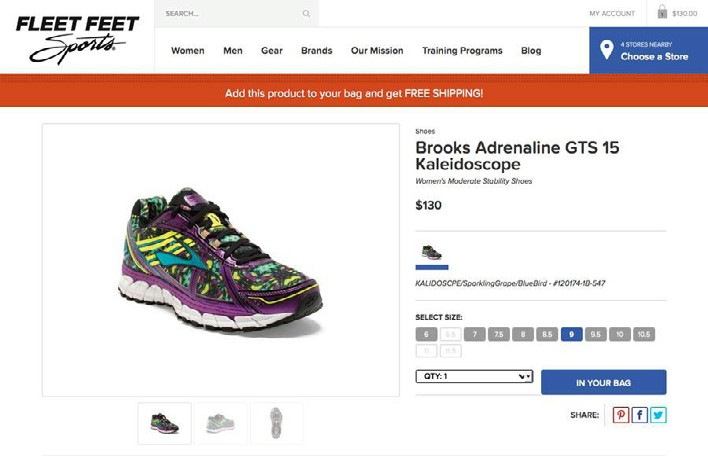 FLEET FEET
Sports
SEARCH...
MY ACCOUNT
1
$130.00
Women
Men
Gear
Brands
Our Mission
Training Programs
Blog
4 STORES NEARBY
Choose a Store
Add this product to your bag and get FREE SHIPPING!
Shoes
Brooks Adrenaline GTS 15
Kaleidoscope
Women's Moderate Stability Shoes
$130
KALIDOSCPE/SparklingGrape/BlueBird - #120174-1B-547
SELECT SIZE:
6 6.5 7 7.5 8 8.5 9 9.5 10 10.5
11 11.5
QTY: 1
IN YOUR BAG
SHARE: